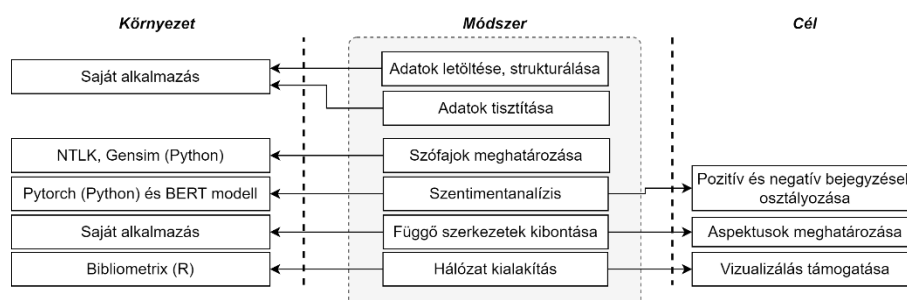 Környezet
Módszer
Cél
Saját alkalmazás
Adatok letöltése, strukturálása
Adatok tisztítása
NTLK, Gensim (Python)
Szófajok meghatározása
Pytorch (Python) és BERT modell
Szentimentanalízis
Pozitív és negatív bejegyzések
osztályozása
Saját alkalmazás
Függő szerkezetek kibontása
Aspektusok meghatározása
Bibliometrix (R)
Hálózat kialakítás
Vizualizálás támogatása